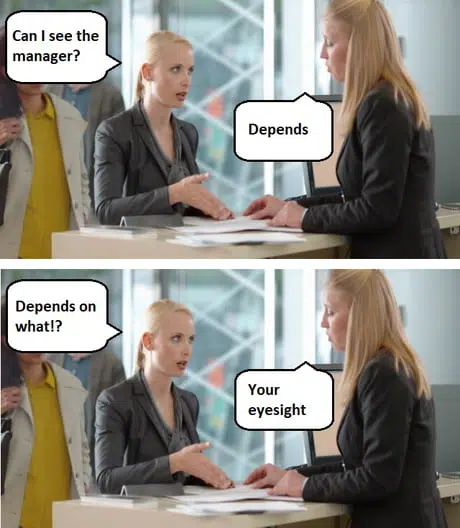 Can I see the
manager?
Depends
Depends on
what!?
Your
eyesight